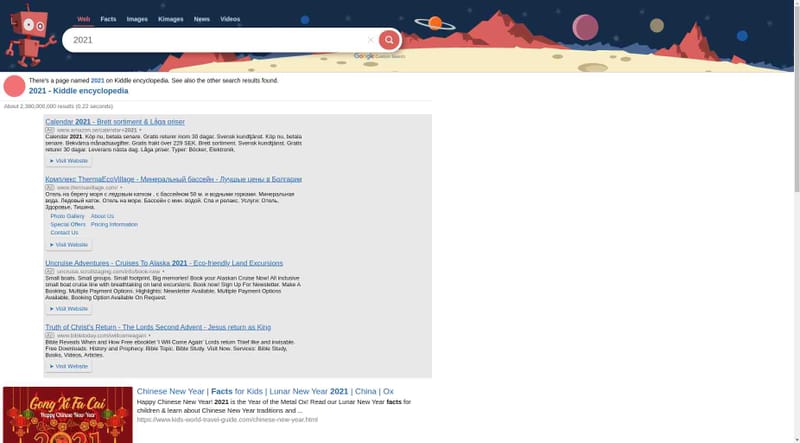 Web Facts Images Kimages News Videos
2021
Google Custom Search
There's a page named 2021 on Kiddle encyclopedia. See also the other search results found.
2021 - Kiddle encyclopedia
About 2,380,000,000 results (0.22 seconds)
Calendar 2021 - Brett sortiment & Låga priser
Ad www.amazon.se/calendar+2021
Calendar 2021. Köp nu, betala senare. Gratis returer inom 30 dagar. Svensk kundtjänst. Köp nu, betala
senare. Bekväma månadsavgifter. Gratis frakt över 229 SEK. Brett sortiment. Svensk kundtjänst. Gratis
returer 30 dagar. Leverans nästa dag. Låga priser. Typer: Böcker, Elektronik.
➤ Visit Website
Комплекс ThermaEcoVillage - Минеральный бассейн - Лучшые цены в Болгарии
Ad www.thermavillage.com/
Отель на берегу моря с ледовым катком , с бассейном 50 м. и водными горками. Минеральная
вода. Ледовый каток. Отель на море. Бассейн с мин. водой. Спа и релакс. Услуги: Отель,
Здоровье, Тишина.
Photo Gallery About Us
Special Offers Pricing Information
Contact Us
➤ Visit Website
Uncruise Adventures - Cruises To Alaska 2021 - Eco-friendly Land Excursions
Ad uncruise.scrollstaging.com/info/book-now
Small boats. Small groups. Small footprint. Big memories! Book your Alaskan Cruise Now! All inclusive
small boat cruise line with breathtaking on land excursions. Book now! Sign Up For Newsletter. Make A
Booking. Multiple Payment Options. Highlights: Newsletter Available, Multiple Payment Options
Available, Booking Option Available On Request.
➤ Visit Website
Truth of Christ's Return - The Lords Second Advent - Jesus return as King
Ad www.bibletoday.com/iwillcomeagain
Bible Reveals When and How Free ebooklet 'I Will Come Again' Lords return Thief like and invisable.
Free Downloads. History and Prophecy. Bible Topic. Bible Study. Visit Now. Services: Bible Study,
Books, Videos, Articles.
➤ Visit Website
Gong Xi Fa Cai
Happy Chinese New Year
2021
Chinese New Year | Facts for Kids | Lunar New Year 2021 | China | Ox
Happy Chinese New Year! 2021 is the Year of the Metal Ox! Read our Lunar New Year facts for
children & learn about Chinese New Year traditions and ...
https://www.kids-world-travel-guide.com/chinese-new-year.html